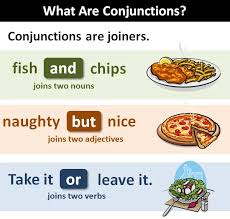 What Are Conjunctions?
Conjunctions are joiners.
fish and chips
joins two nouns
naughty but nice
joins two adjectives
Take it or leave it.
joins two verbs